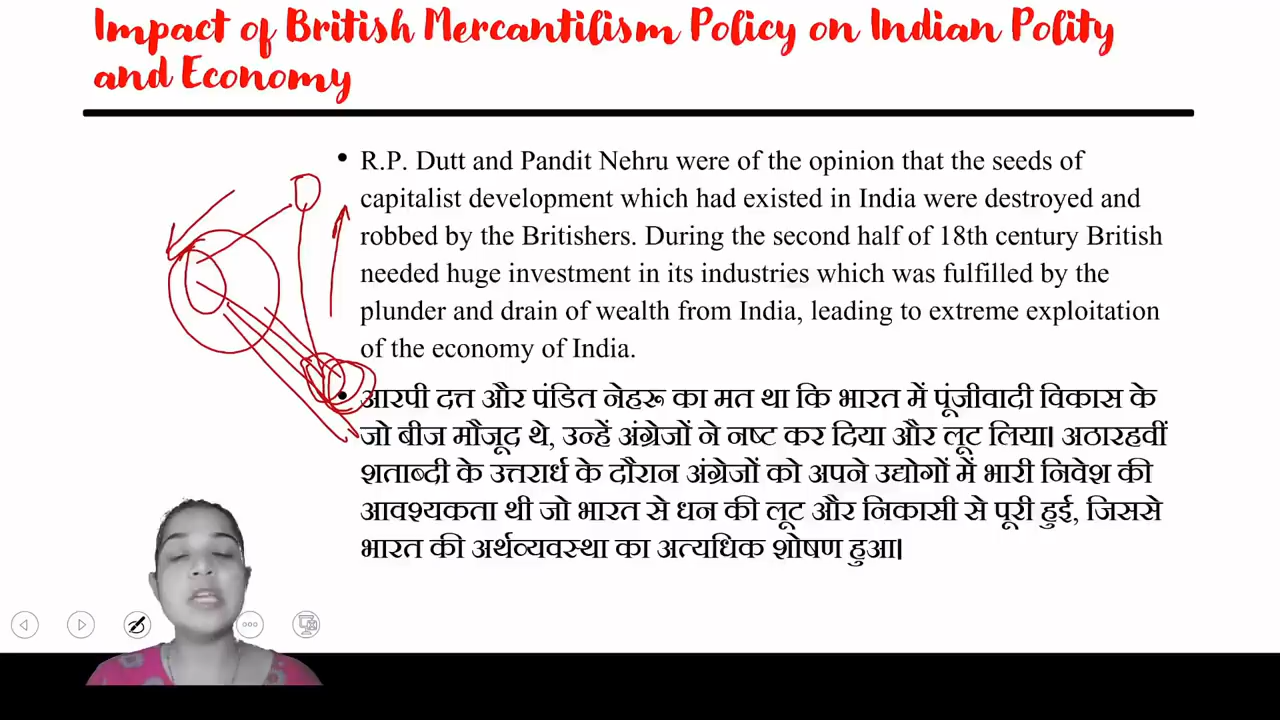 Impact of British Mercantilism Policy on Indian Polity
and Economy
• R.P. Dutt and Pandit Nehru were of the opinion that the seeds of
capitalist development which had existed in India were destroyed and
robbed by the Britishers. During the second half of 18th century British
needed huge investment in its industries which was fulfilled by the
plunder and drain of wealth from India, leading to extreme exploitation
of the economy of India.
• आरपी दत्त और पंडित नेहरू का मत था कि भारत में पूंजीवादी विकास के
जो बीज मौजूद थे, उन्हें अंग्रेजों ने नष्ट कर दिया और लूट लिया। अठारहवीं
शताब्दी के उत्तरार्ध के दौरान अंग्रेजों को अपने उद्योगों में भारी निवेश की
आवश्यकता थी जो भारत से धन की लूट और निकासी से पूरी हुई, जिससे
भारत की अर्थव्यवस्था का अत्यधिक शोषण हुआ।